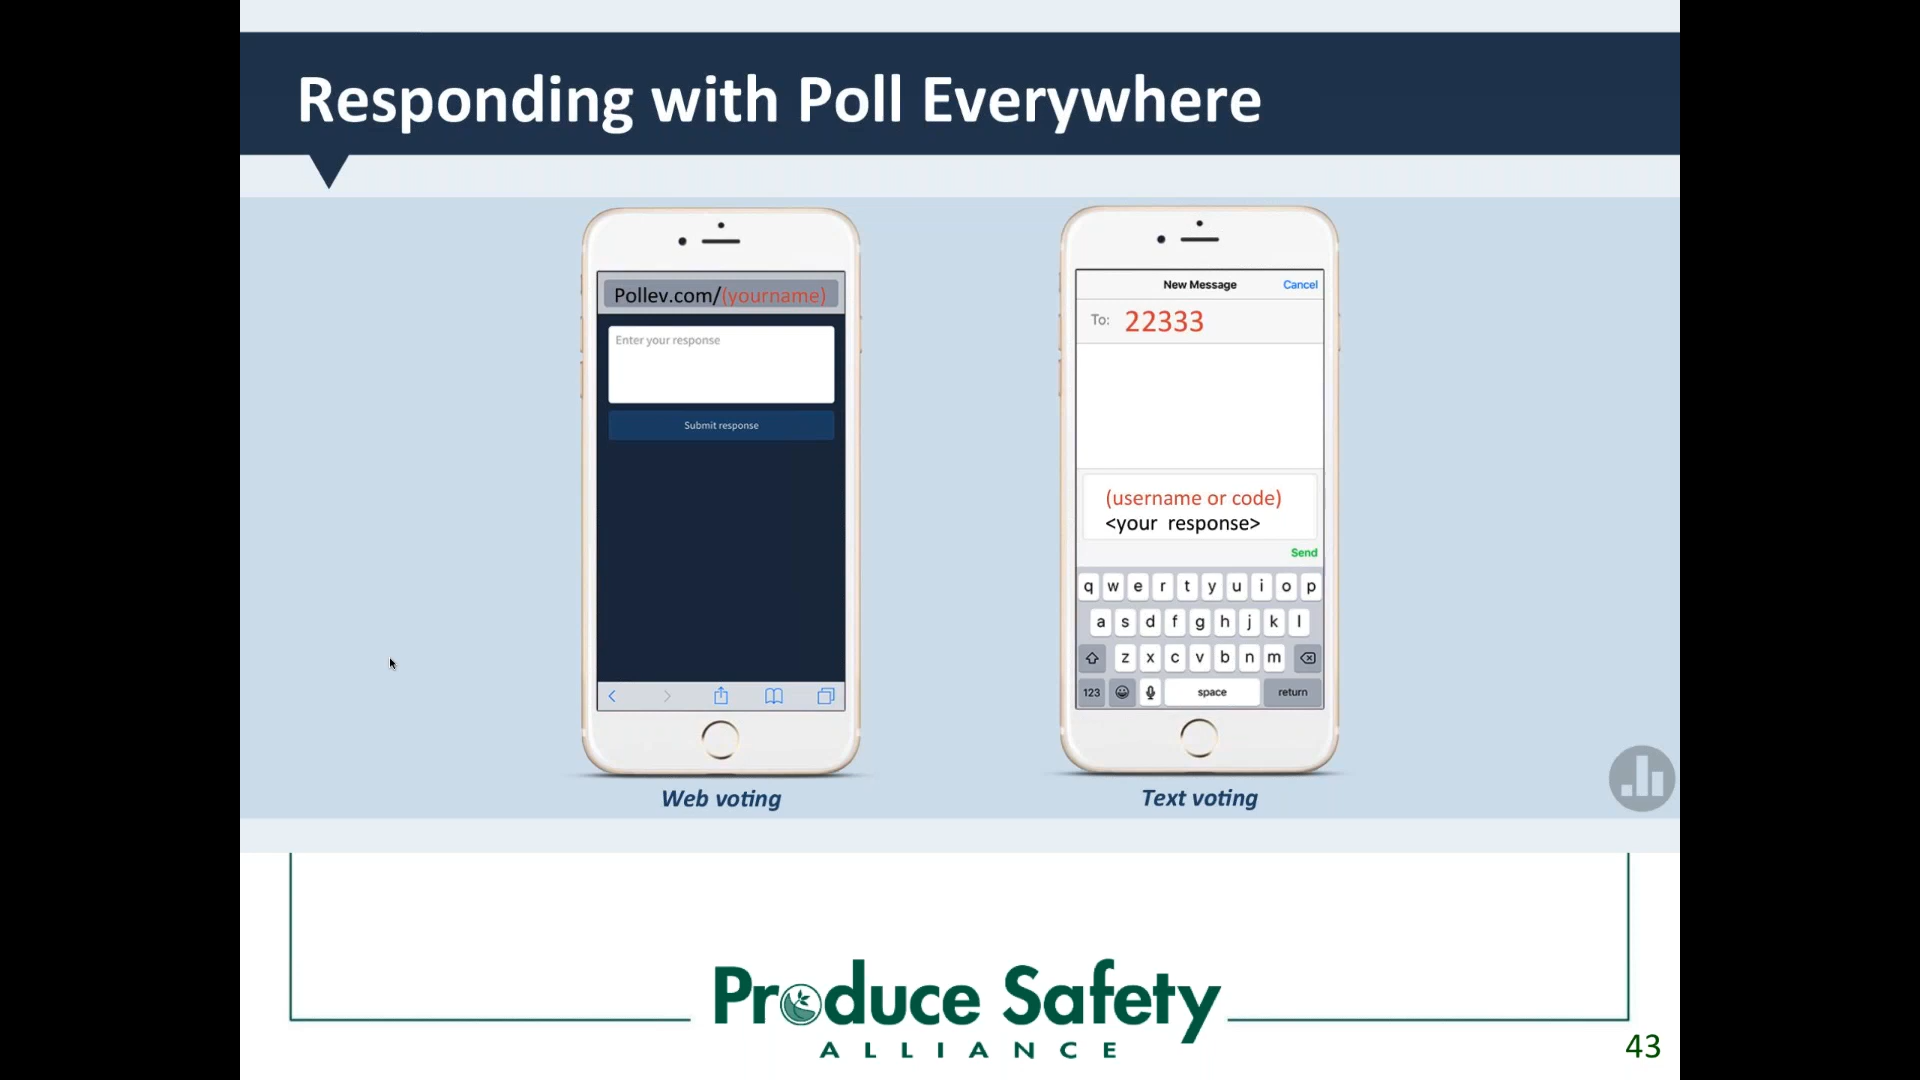 Responding with Poll Everywhere
Pollev.com/(yourname)
Enter your response
Submit response
Web voting
New Message
Cancel
To: 22333
(username or code)
<your response>
Send
q w e r t y u i o p
a s d f g h j k l
z x c v b n m
123 space return
Text voting
Produce Safety
ALLIANCE
43